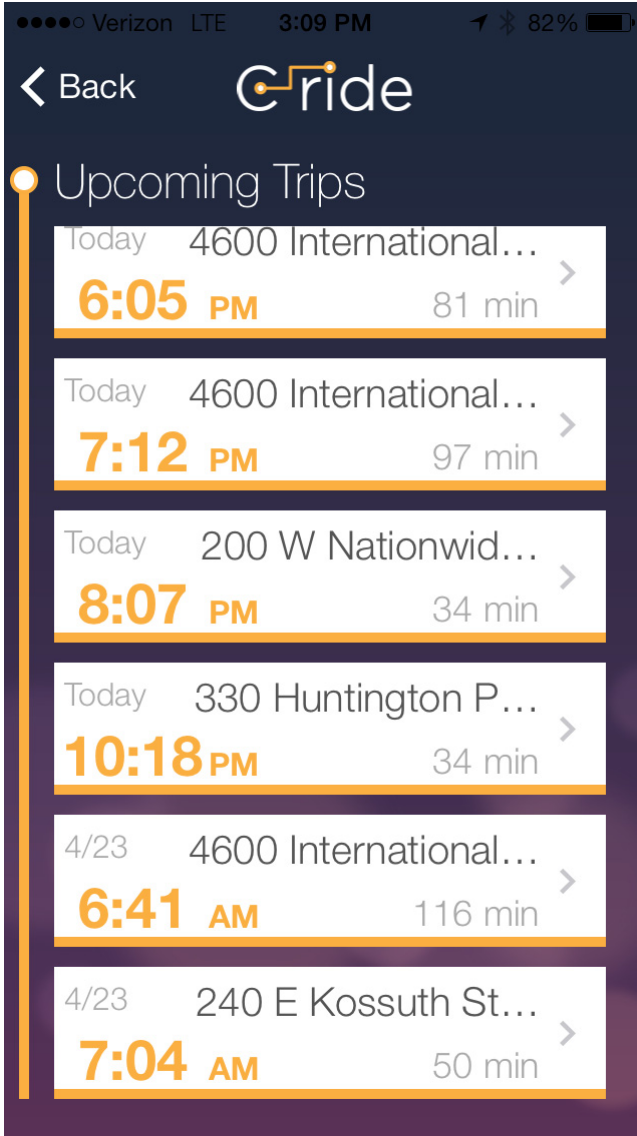 Verizon LTE 3:09 PM 82%
Back C-ride
Upcoming Trips
Today 4600 International...
6:05 PM 81 min
Today 4600 International...
7:12 PM 97 min
Today 200 W Nationwid...
8:07 PM 34 min
Today 330 Huntington P...
10:18 PM 34 min
4/23 4600 International...
6:41 AM 116 min
4/23 240 E Kossuth St...
7:04 AM 50 min